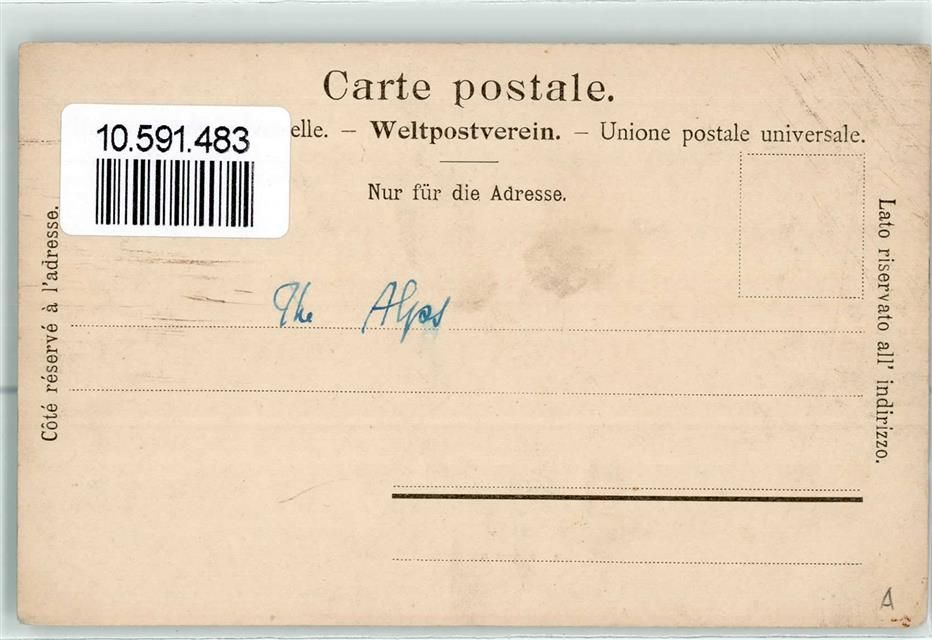 Carte postale.
10.591.483
elle. – Weltpostverein. – Unione postale universale.
Nur für die Adresse.
Côté réservé à l'adresse.
Lato riservato all' indirizzo.
The Alps
A